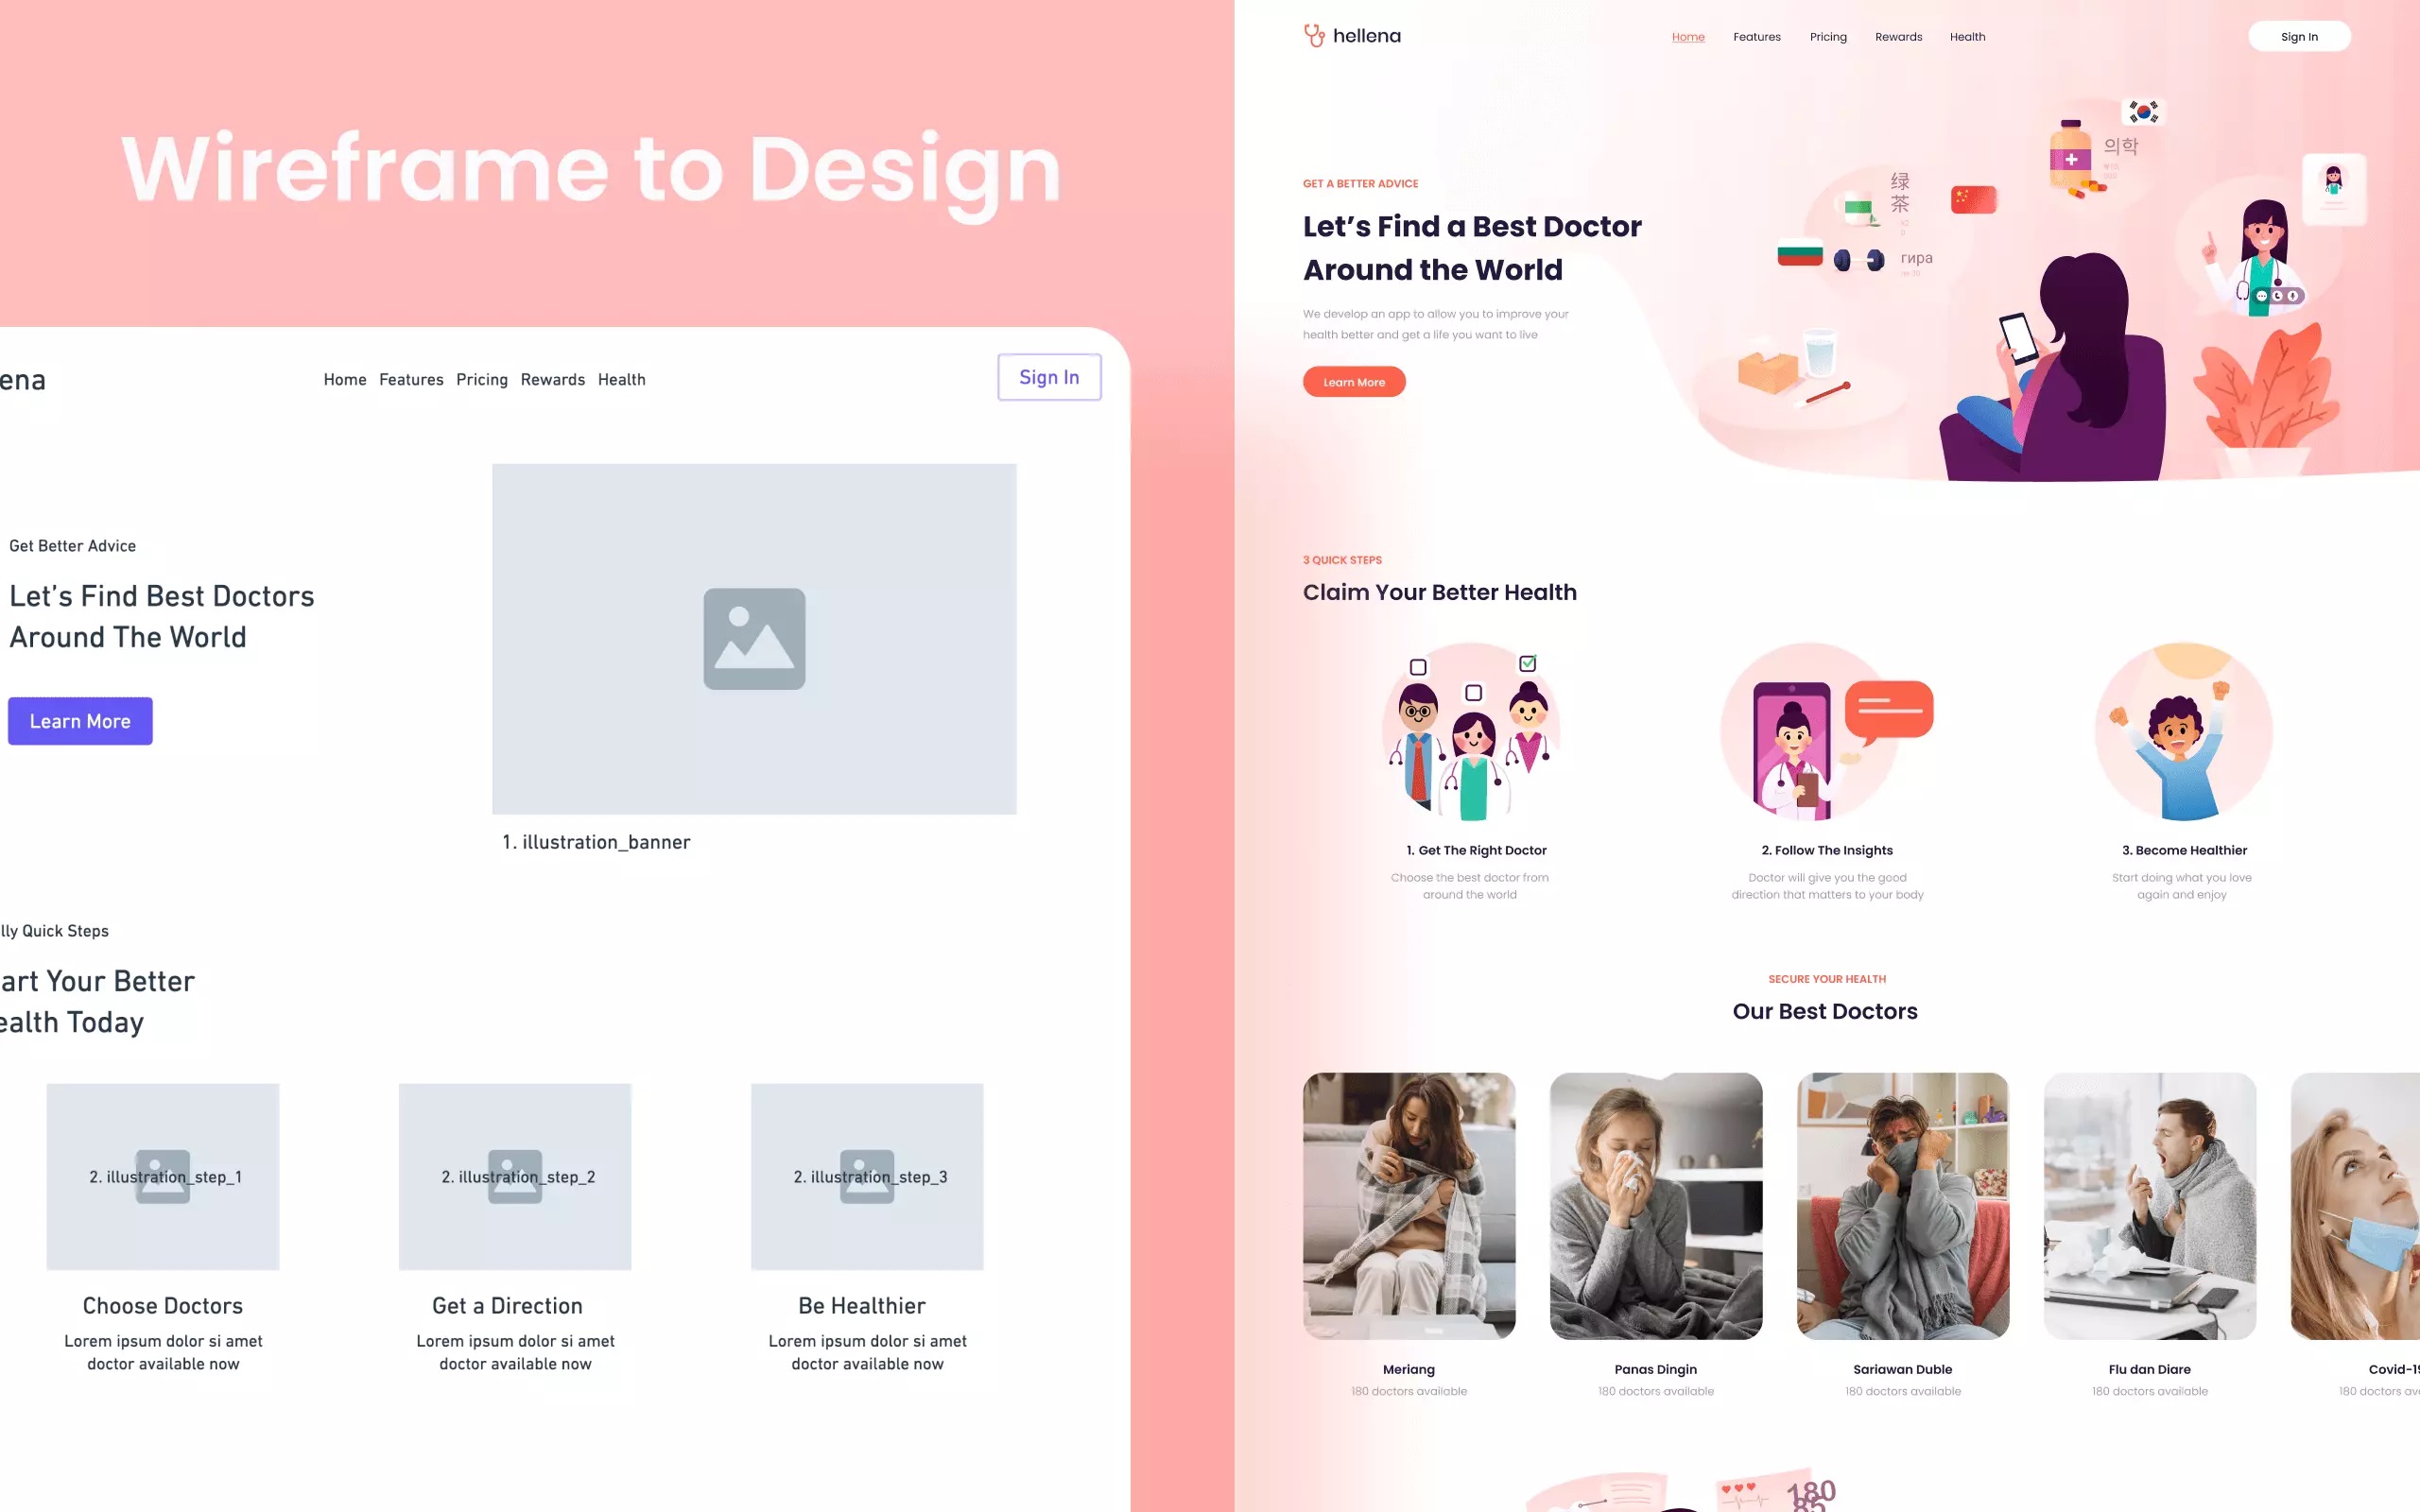 Wireframe to Design
ena
Home Features Pricing Rewards Health
Sign In
Get Better Advice
Let's Find Best Doctors
Around The World
Learn More
1. illustration_banner
lly Quick Steps
art Your Better
ealth Today
2. illustration_step_1
2. illustration_step_2
2. illustration_step_3
Choose Doctors
Lorem ipsum dolor si amet
doctor available now
Get a Direction
Lorem ipsum dolor si amet
doctor available now
Be Healthier
Lorem ipsum dolor si amet
doctor available now
hellena
Home Features Pricing Rewards Health
Sign In
GET A BETTER ADVICE
Let’s Find a Best Doctor
Around the World
We develop an app to allow you to improve your
health better and get a life you want to live
Learn More
의학
绿
茶
гира
3 QUICK STEPS
Claim Your Better Health
1. Get The Right Doctor
Choose the best doctor from
around the world
2. Follow The Insights
Doctor will give you the good
direction that matters to your body
3. Become Healthier
Start doing what you love
again and enjoy
SECURE YOUR HEALTH
Our Best Doctors
Meriang
180 doctors available
Panas Dingin
180 doctors available
Sariawan Duble
180 doctors available
Flu dan Diare
180 doctors available
Covid-19
180 doctors ave
180
85